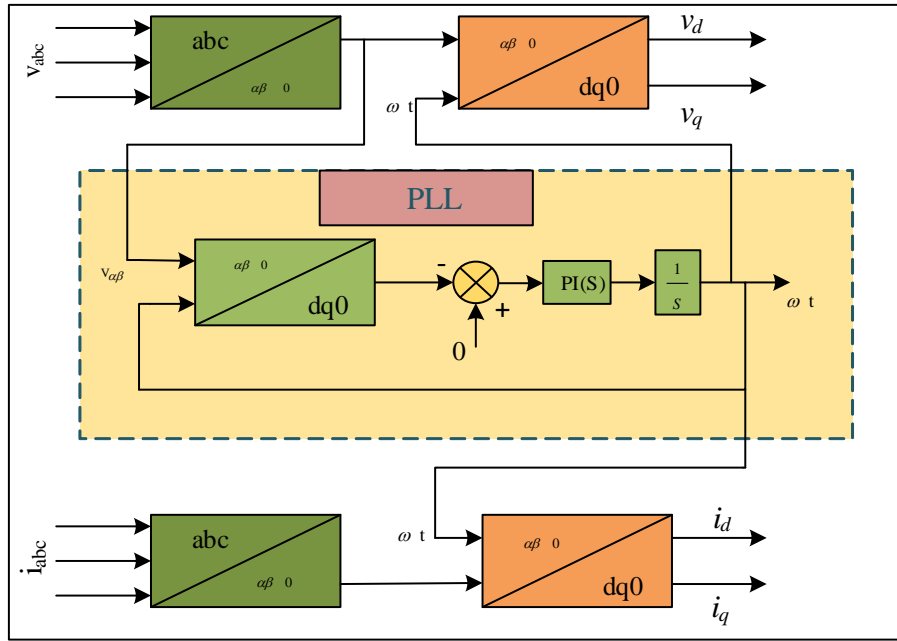 v_abc
abc
αβ 0
αβ 0
dq0
v_d
v_q
ω t
PLL
v_αβ
αβ 0
dq0
-
+
0
PI(S)
1
s
ω t
i_abc
abc
αβ 0
ω t
αβ 0
dq0
i_d
i_q